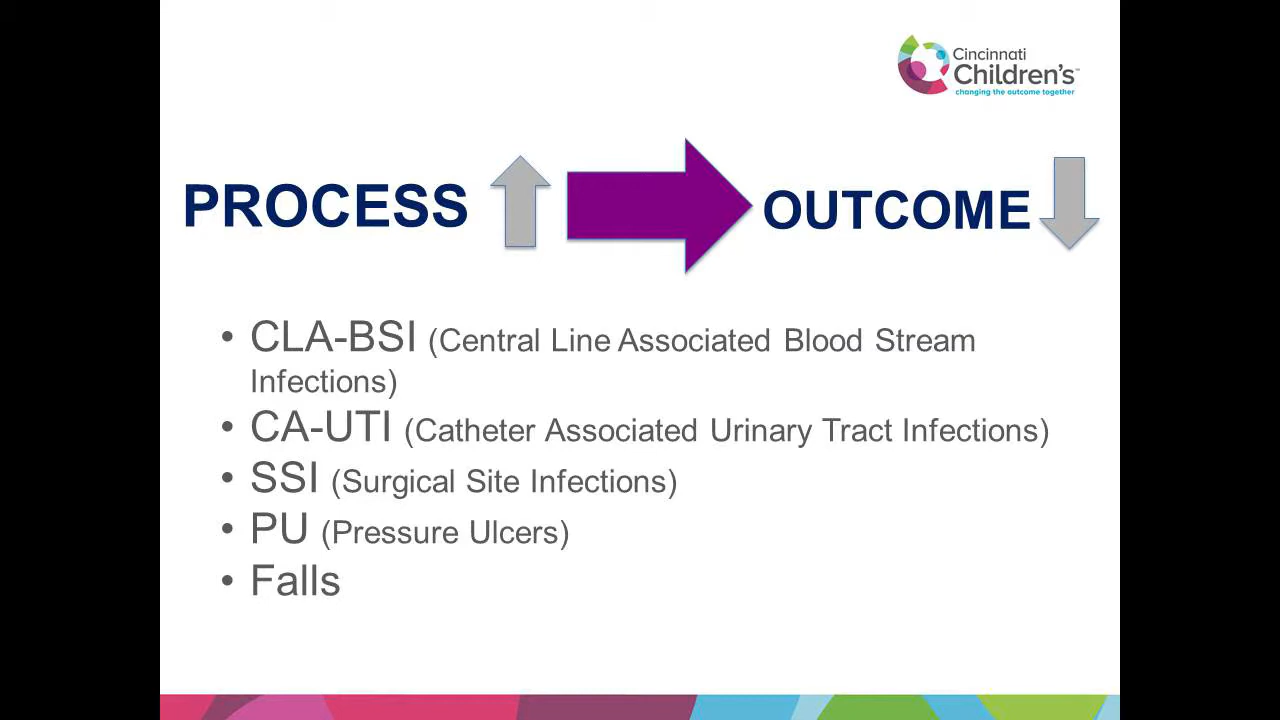 Cincinnati
Children's™
changing the outcome together
PROCESS
OUTCOME
• CLA-BSI (Central Line Associated Blood Stream
Infections)
• CA-UTI (Catheter Associated Urinary Tract Infections)
• SSI (Surgical Site Infections)
• PU (Pressure Ulcers)
• Falls